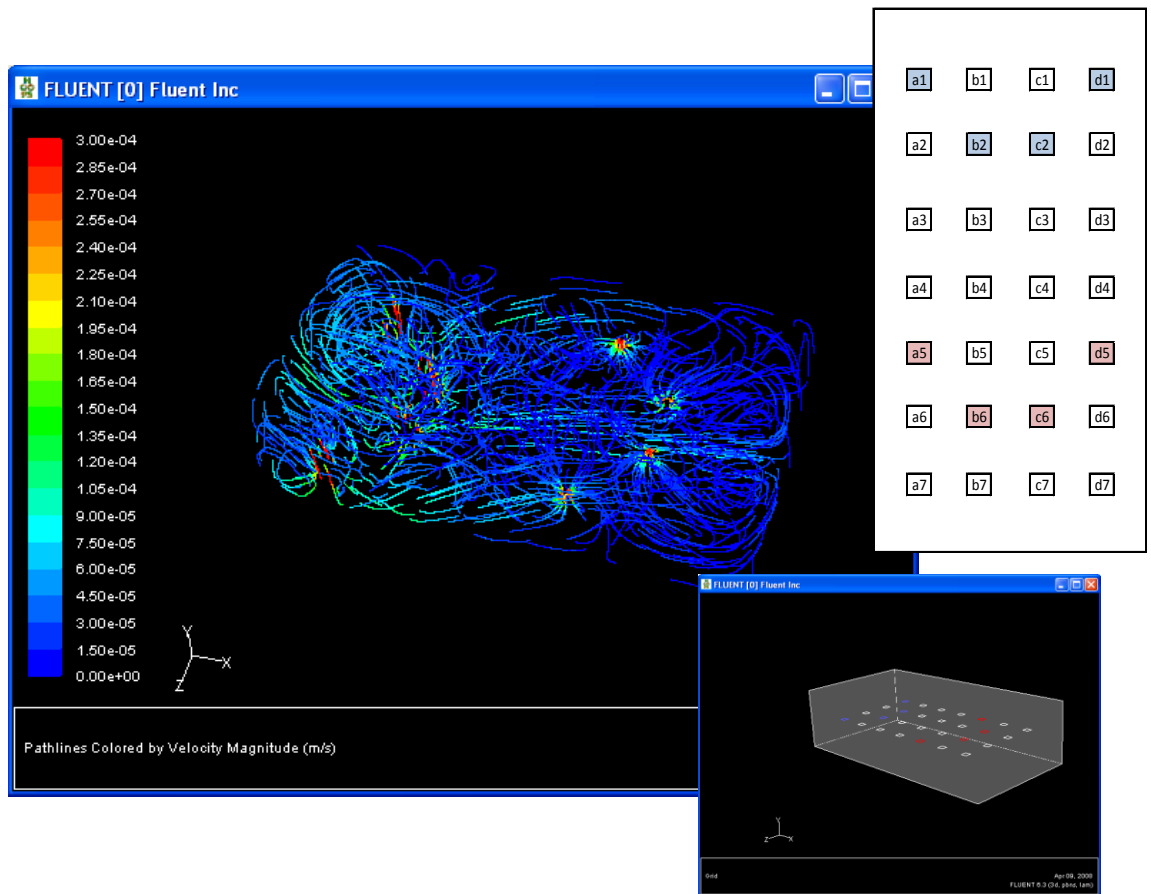 FLUENT [0] Fluent Inc
3.00e-04
2.85e-04
2.70e-04
2.55e-04
2.40e-04
2.25e-04
2.10e-04
1.95e-04
1.80e-04
1.65e-04
1.50e-04
1.35e-04
1.20e-04
1.05e-04
9.00e-05
7.50e-05
6.00e-05
4.50e-05
3.00e-05
1.50e-05
0.00e+00
Y
X
Z
Pathlines Colored by Velocity Magnitude (m/s)
a1 b1 c1 d1
a2 b2 c2 d2
a3 b3 c3 d3
a4 b4 c4 d4
a5 b5 c5 d5
a6 b6 c6 d6
a7 b7 c7 d7
FLUENT [0] Fluent Inc
Y
Z X
Grid Apr 09, 2008
FLUENT 6.3 (3d, pbns, lam)